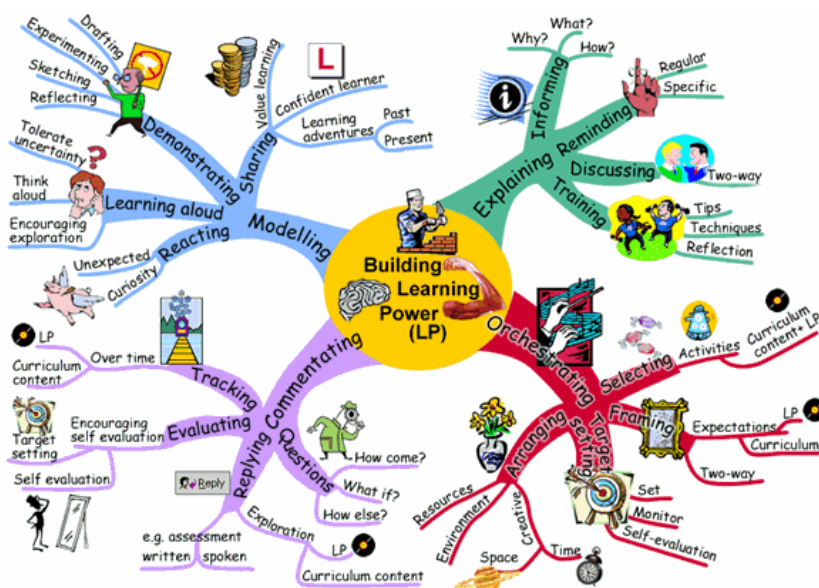 Building
Learning
Power
(LP)
Explaining
Informing
Why?
What?
How?
Reminding
Regular
Specific
Discussing
Two-way
Training
Tips
Techniques
Reflection
Orchestrating
Selecting
Activities
Curriculum
content+ LP
Framing
Expectations
LP
Curriculum
Two-way
Target
setting
Set
Monitor
Self-evaluation
Arranging
Resources
Environment
Creative
Space
Time
Commentating
Questions
How come?
What if?
How else?
Replying
Reply
e.g. assessment
written
spoken
Exploration
LP
Curriculum content
Evaluating
Encouraging
self evaluation
Target
setting
Self evaluation
Tracking
Over time
LP
Curriculum
content
Modelling
Reacting
Unexpected
Curiosity
Learning aloud
Tolerate
uncertainty
?
Think
aloud
Encouraging
exploration
Demonstrating
Drafting
Experimenting
Sketching
Reflecting
Sharing
Value learning
L
Confident learner
Learning
adventures
Past
Present
i